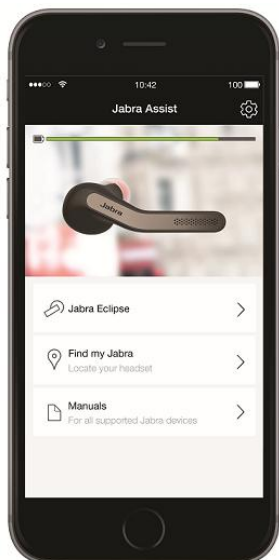 10:42
100
Jabra Assist
Jabra
Jabra Eclipse
Find my Jabra
Locate your headset
Manuals
For all supported Jabra devices